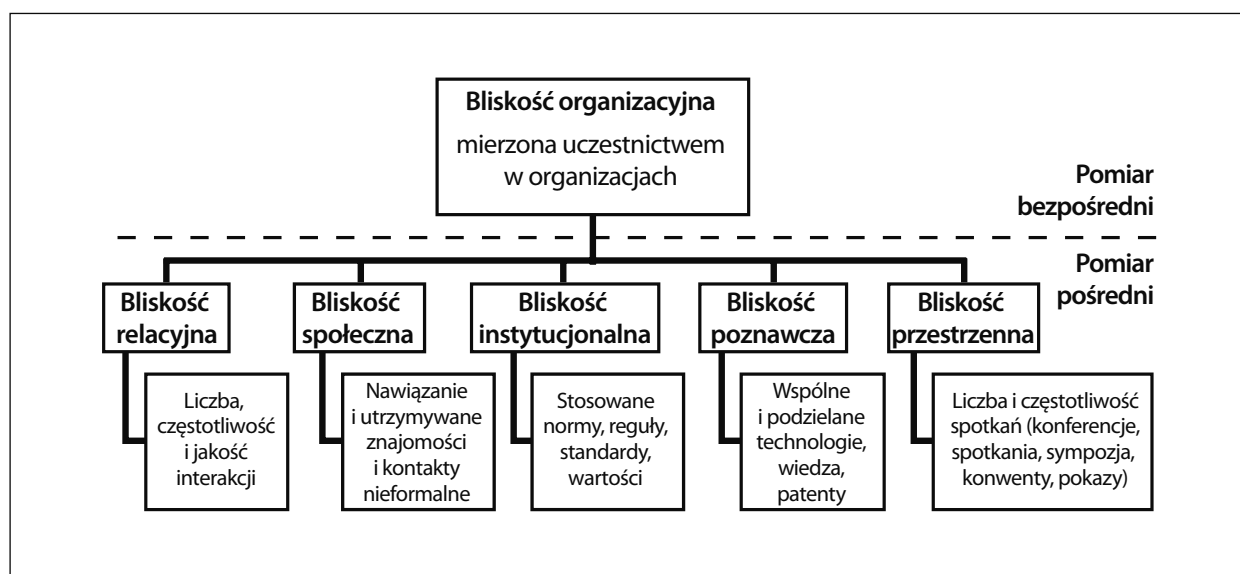 Bliskość organizacyjna
mierzona uczestnictwem
w organizacjach
Pomiar
bezpośredni
Pomiar
pośredni
Bliskość
relacyjna
Bliskość
społeczna
Bliskość
instytucjonalna
Bliskość
poznawcza
Bliskość
przestrzenna
Liczba,
częstotliwość
i jakość
interakcji
Nawiązanie
i utrzymywane
znajomości
i kontakty
nieformalne
Stosowane
normy, reguły,
standardy,
wartości
Wspólne
i podzielane
technologie,
wiedza,
patenty
Liczba i częstotliwość
spotkań (konferencje,
spotkania, sympozja,
konwenty, pokazy)